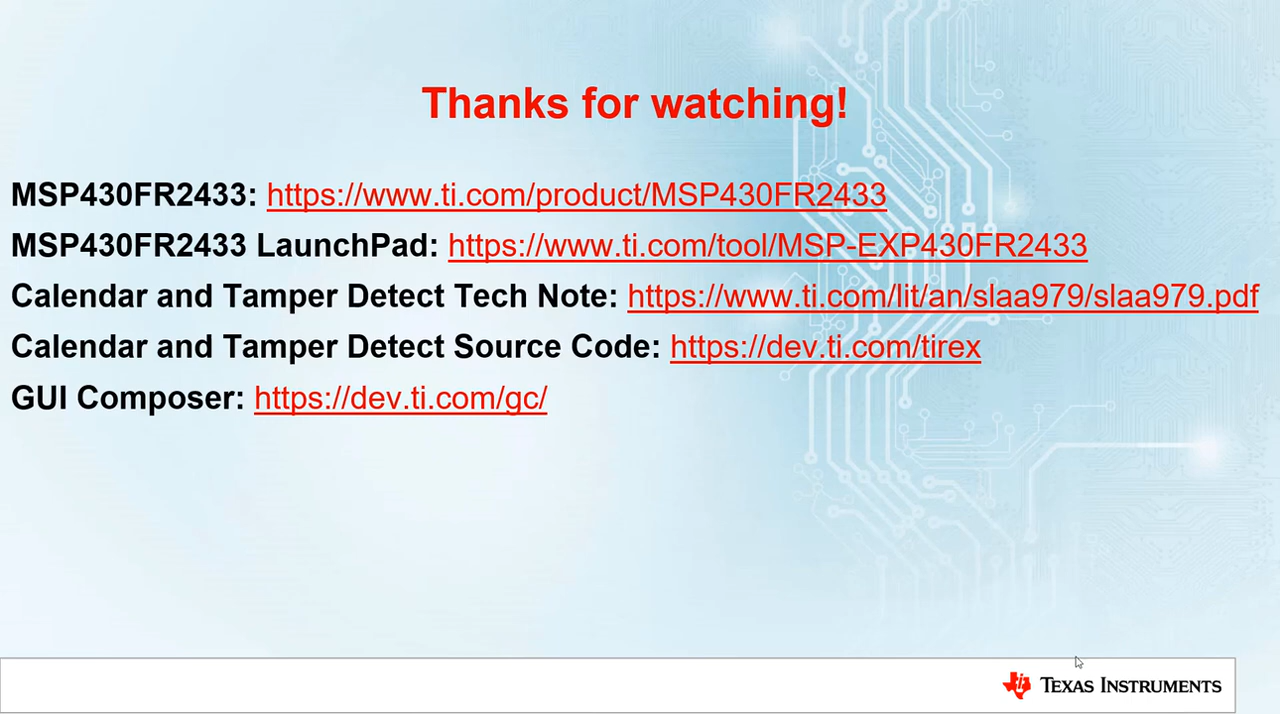 Thanks for watching!
MSP430FR2433: https://www.ti.com/product/MSP430FR2433
MSP430FR2433 LaunchPad: https://www.ti.com/tool/MSP-EXP430FR2433
Calendar and Tamper Detect Tech Note: https://www.ti.com/lit/an/slaa979/slaa979.pdf
Calendar and Tamper Detect Source Code: https://dev.ti.com/tirex
GUI Composer: https://dev.ti.com/gc/
TEXAS INSTRUMENTS